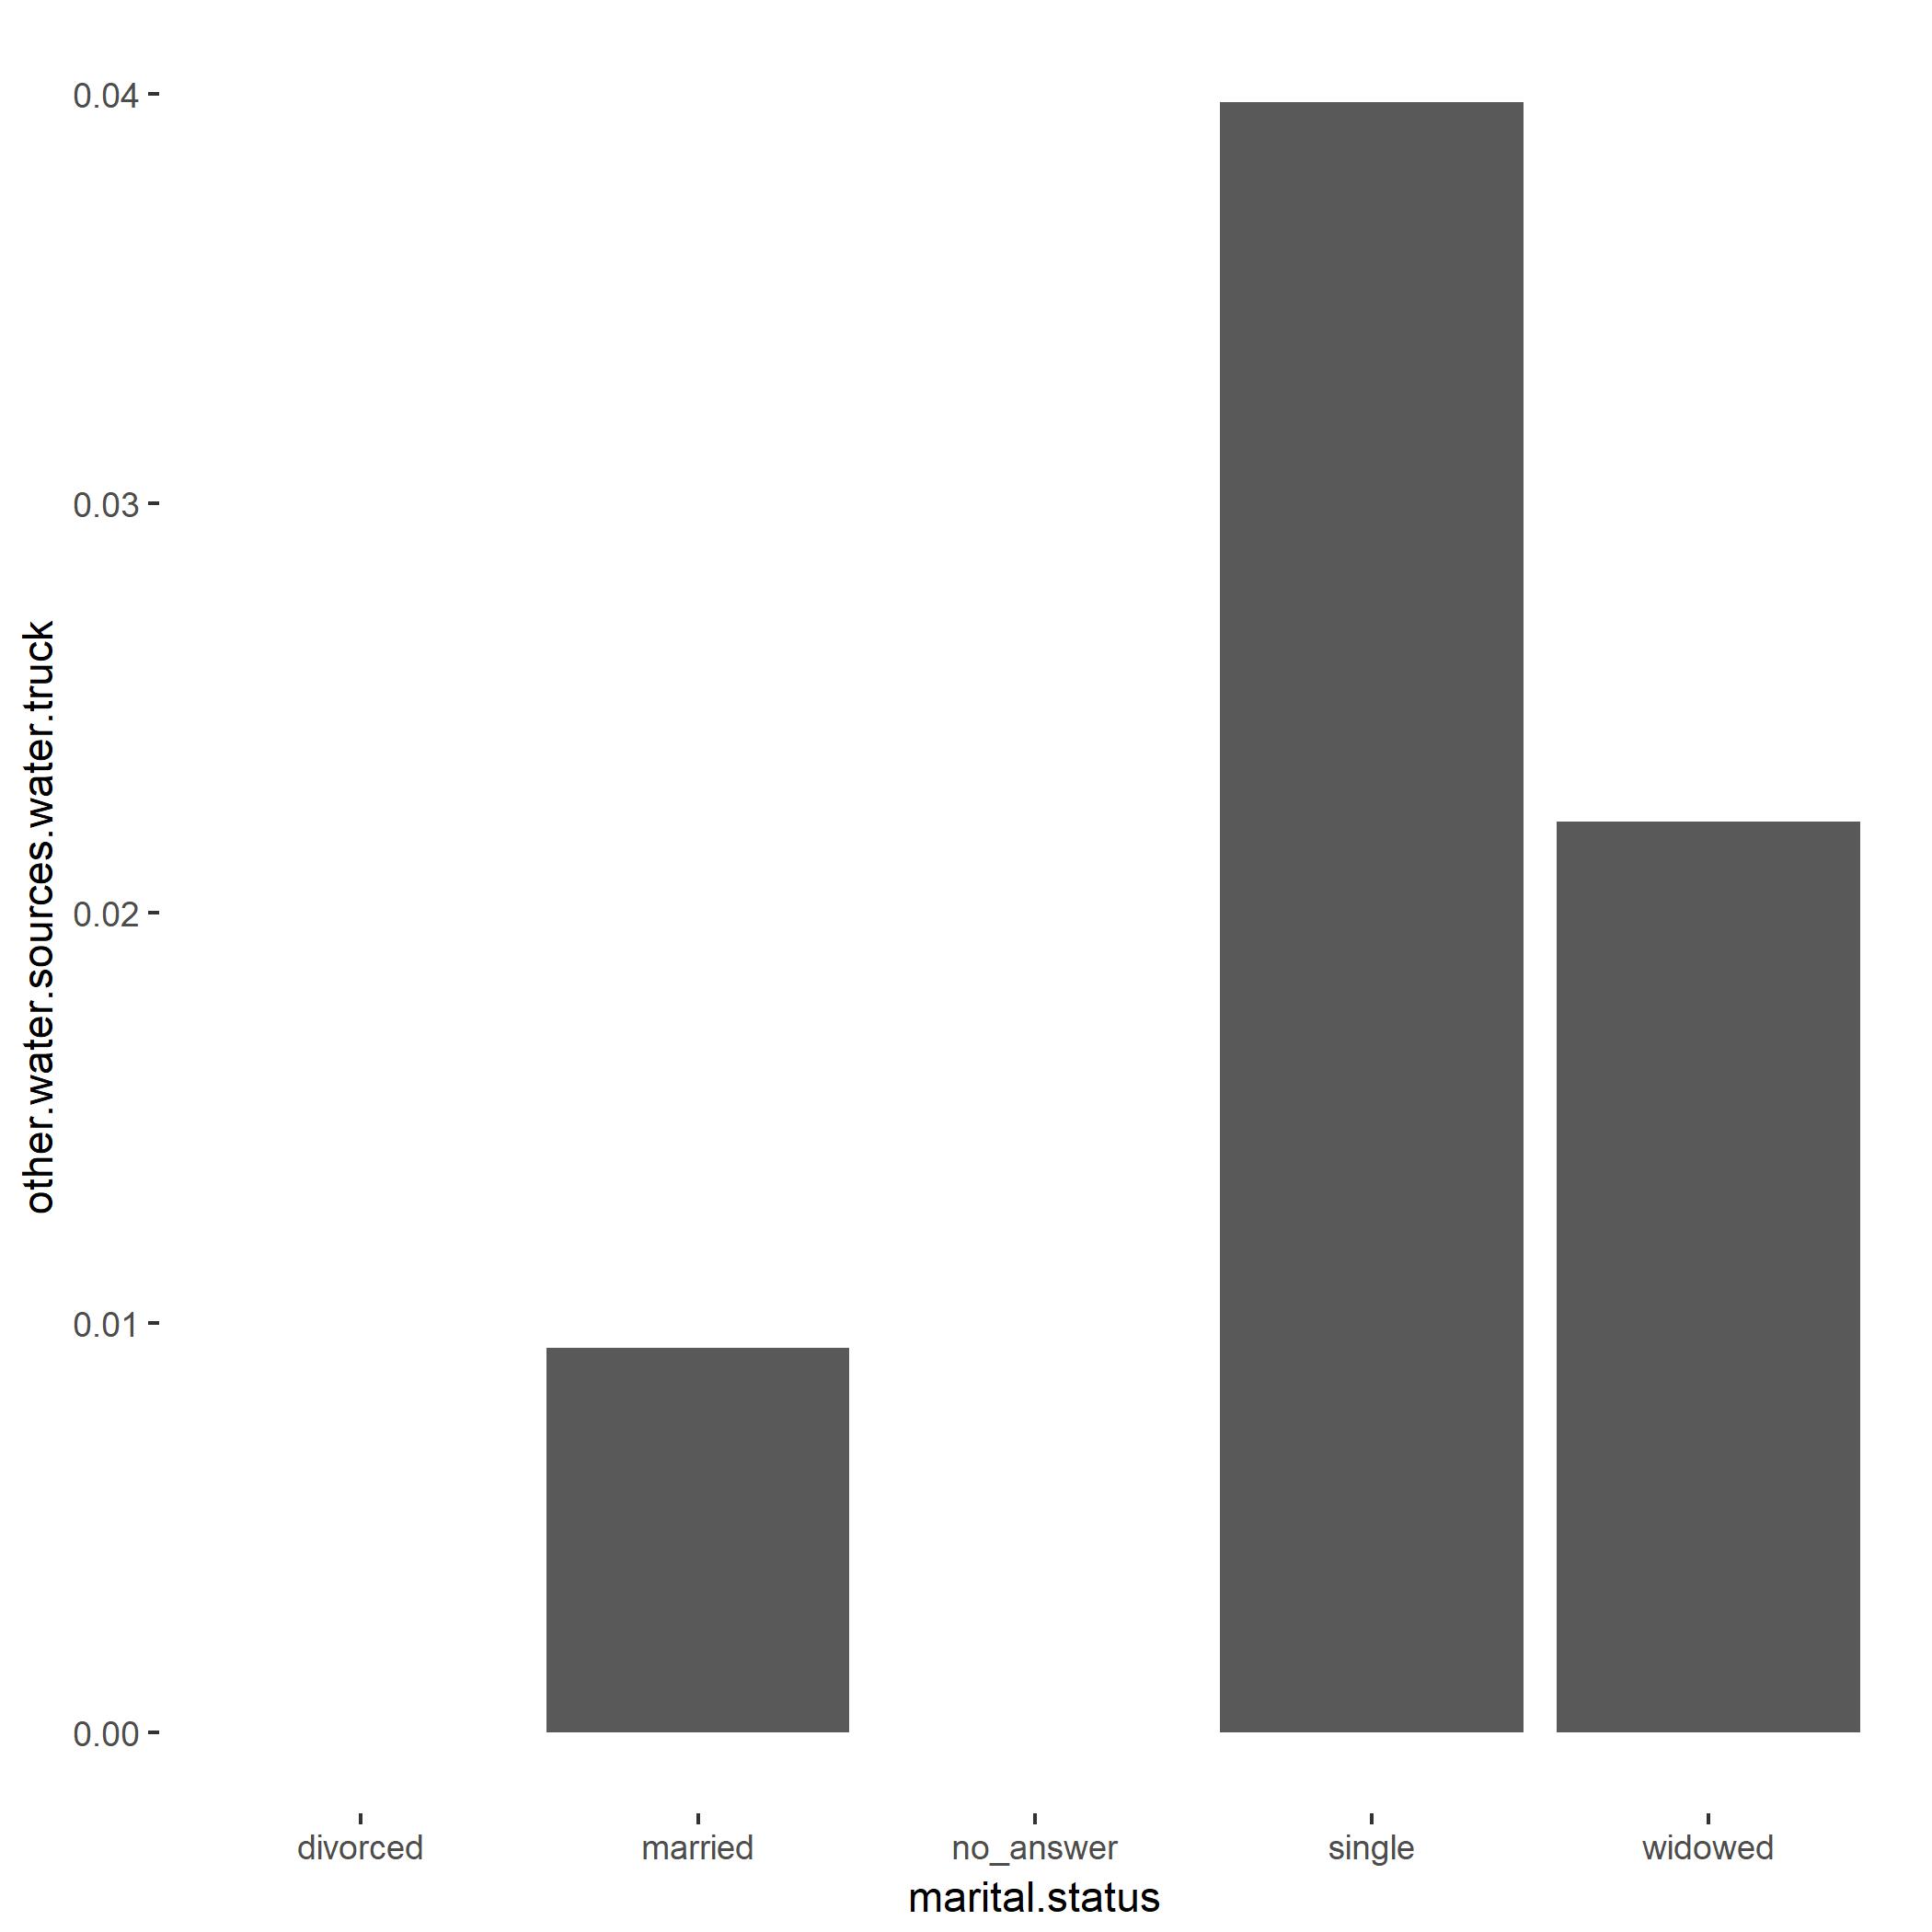 0.04
0.03
0.02
0.01
0.00
other.water.sources.water.truck
divorced married no_answer single widowed
marital.status